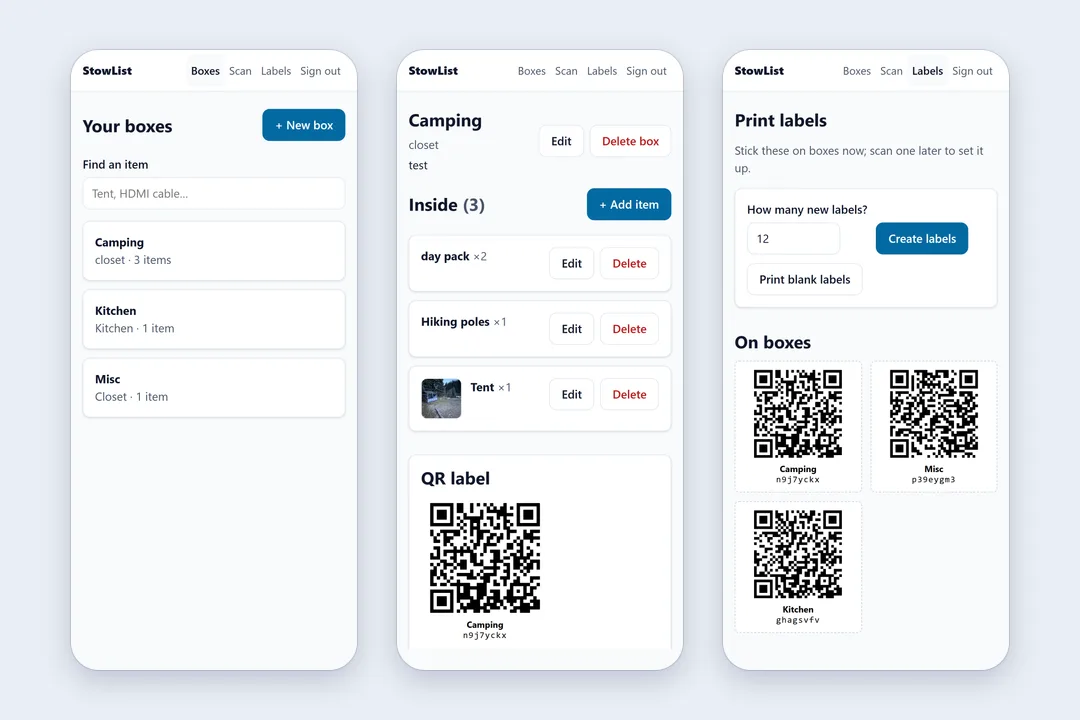 StowList
Boxes Scan Labels Sign out
Your boxes
+ New box
Find an item
Tent, HDMI cable...
Camping
closet · 3 items
Kitchen
Kitchen · 1 item
Misc
Closet · 1 item
StowList
Boxes Scan Labels Sign out
Camping
closet
test
Edit
Delete box
Inside (3)
+ Add item
day pack ×2
Edit
Delete
Hiking poles ×1
Edit
Delete
Tent ×1
Edit
Delete
QR label
Camping
n9j7yckx
StowList
Boxes Scan Labels Sign out
Print labels
Stick these on boxes now; scan one later to set it
up.
How many new labels?
12
Create labels
Print blank labels
On boxes
Camping
n9j7yckx
Misc
p39eygm3
Kitchen
ghagsvfv